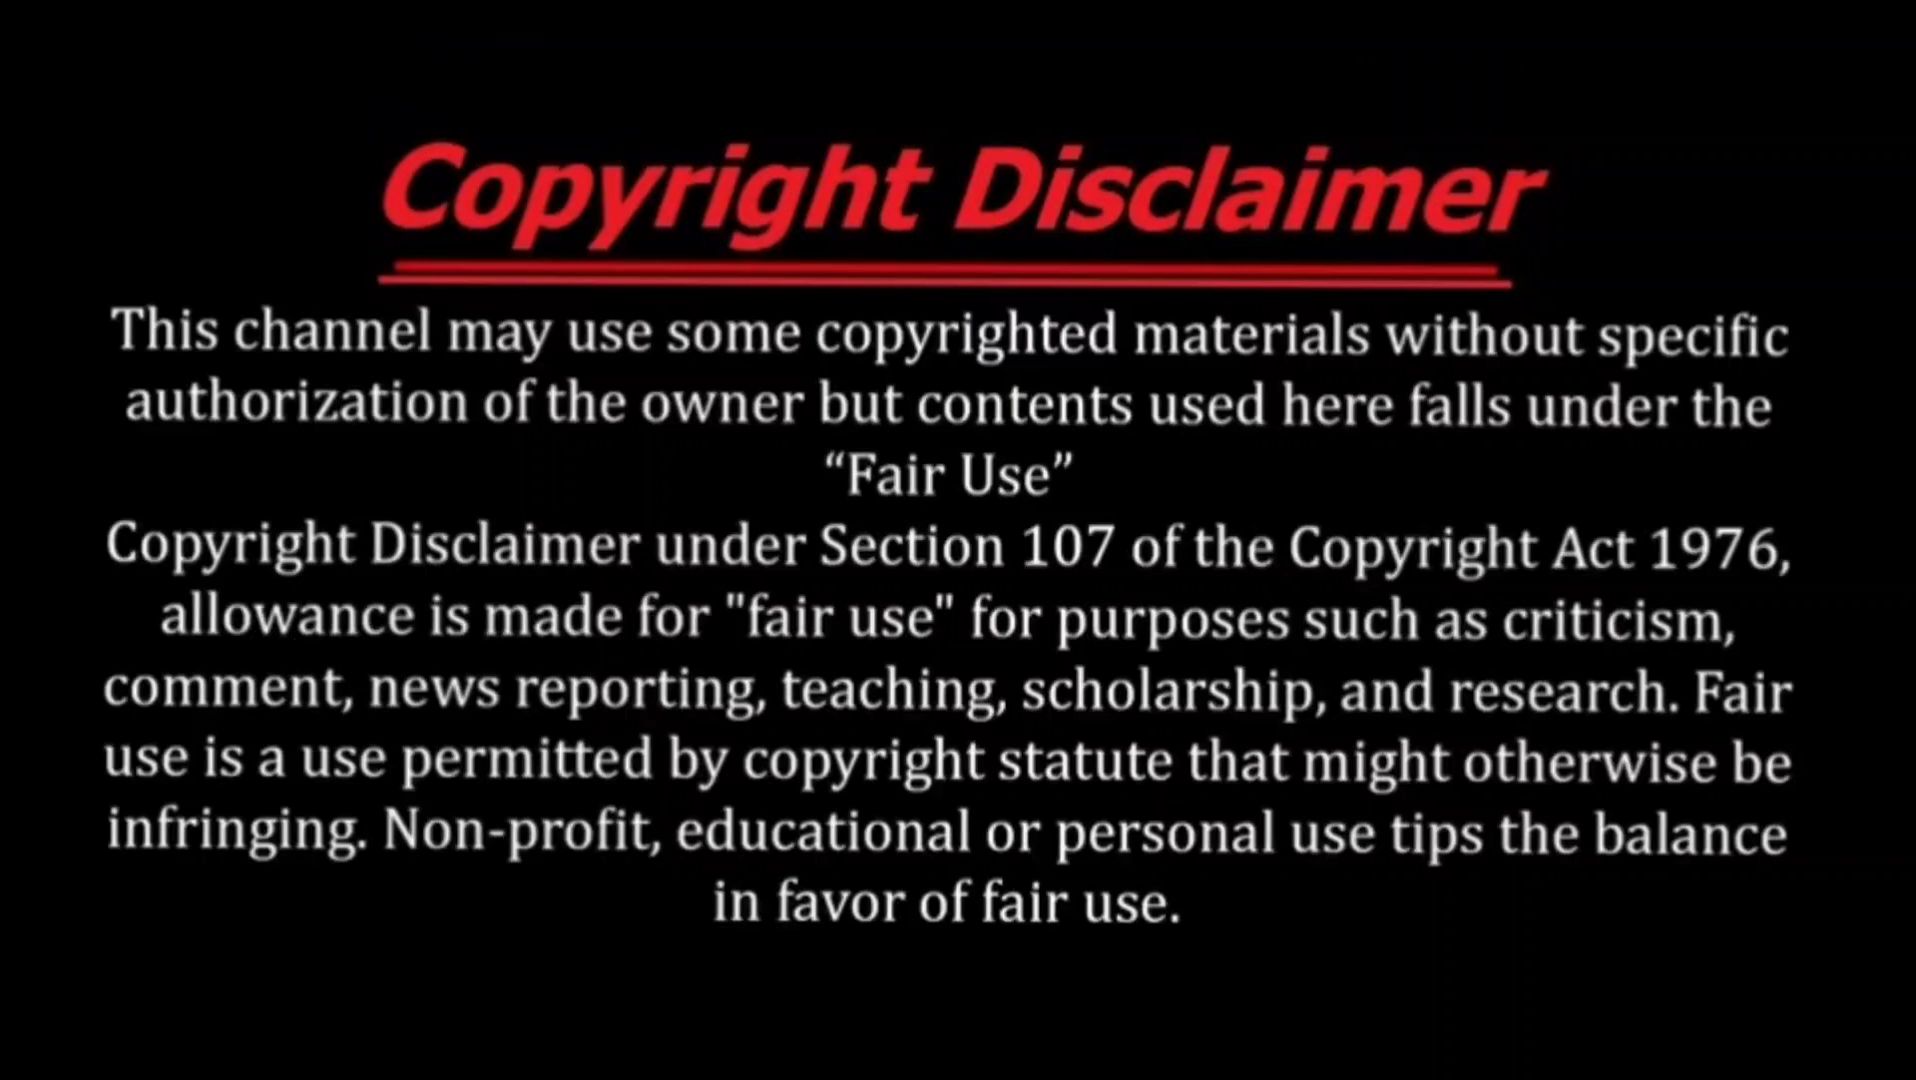 Copyright Disclaimer
This channel may use some copyrighted materials without specific
authorization of the owner but contents used here falls under the
“Fair Use”
Copyright Disclaimer under Section 107 of the Copyright Act 1976,
allowance is made for "fair use" for purposes such as criticism,
comment, news reporting, teaching, scholarship, and research. Fair
use is a use permitted by copyright statute that might otherwise be
infringing. Non-profit, educational or personal use tips the balance
in favor of fair use.